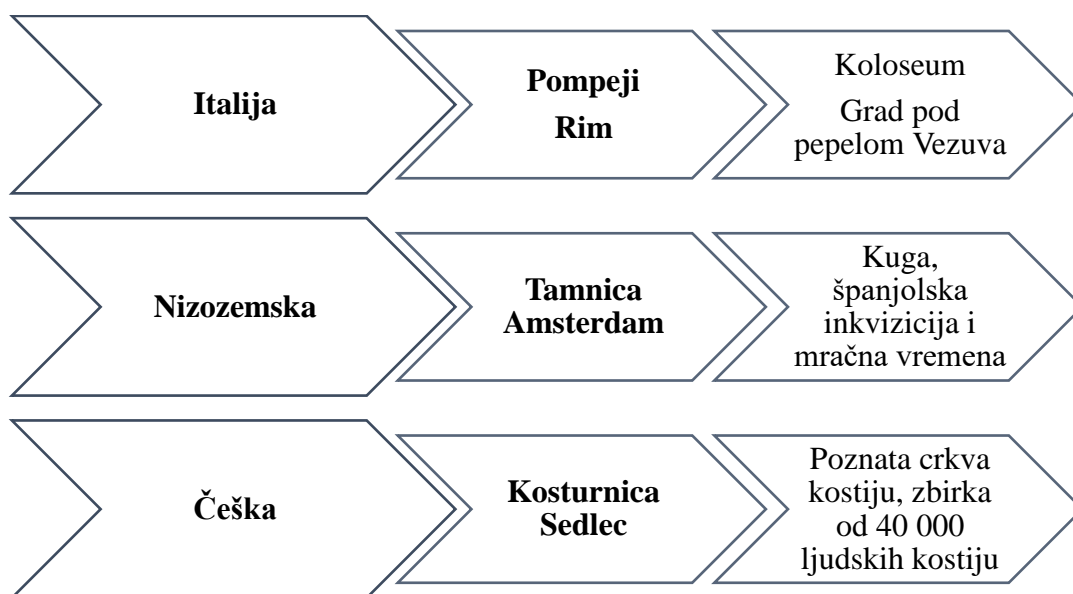 Italija
Pompeji
Rim
Koloseum
Grad pod
pepelom Vezuva
Nizozemska
Tamnica
Amsterdam
Kuga,
španjolska
inkvizicija i
mračna vremena
Češka
Kosturnica
Sedlec
Poznata crkva
kostiju, zbirka
od 40 000
ljudskih kostiju